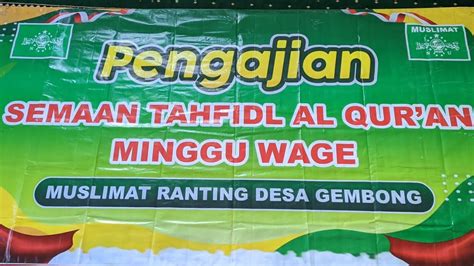 MUSLIMAT
Pengajian
SEMAAN TAHFIDL AL QUR'AN
MINGGU WAGE
MUSLIMAT RANTING DESA GEMBONG